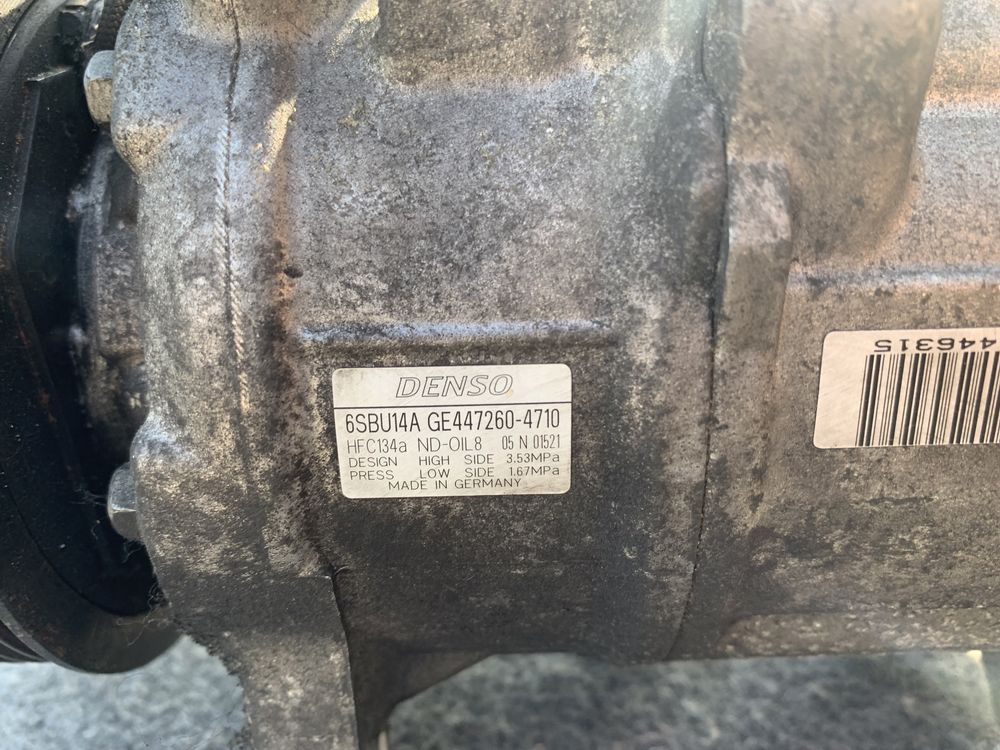 DENSO
6SBU14A GE447260-4710
HFC134a ND-OIL8 05 N 01521
DESIGN HIGH SIDE 3.53MPa
PRESS LOW SIDE 1.67MPa
MADE IN GERMANY
446315